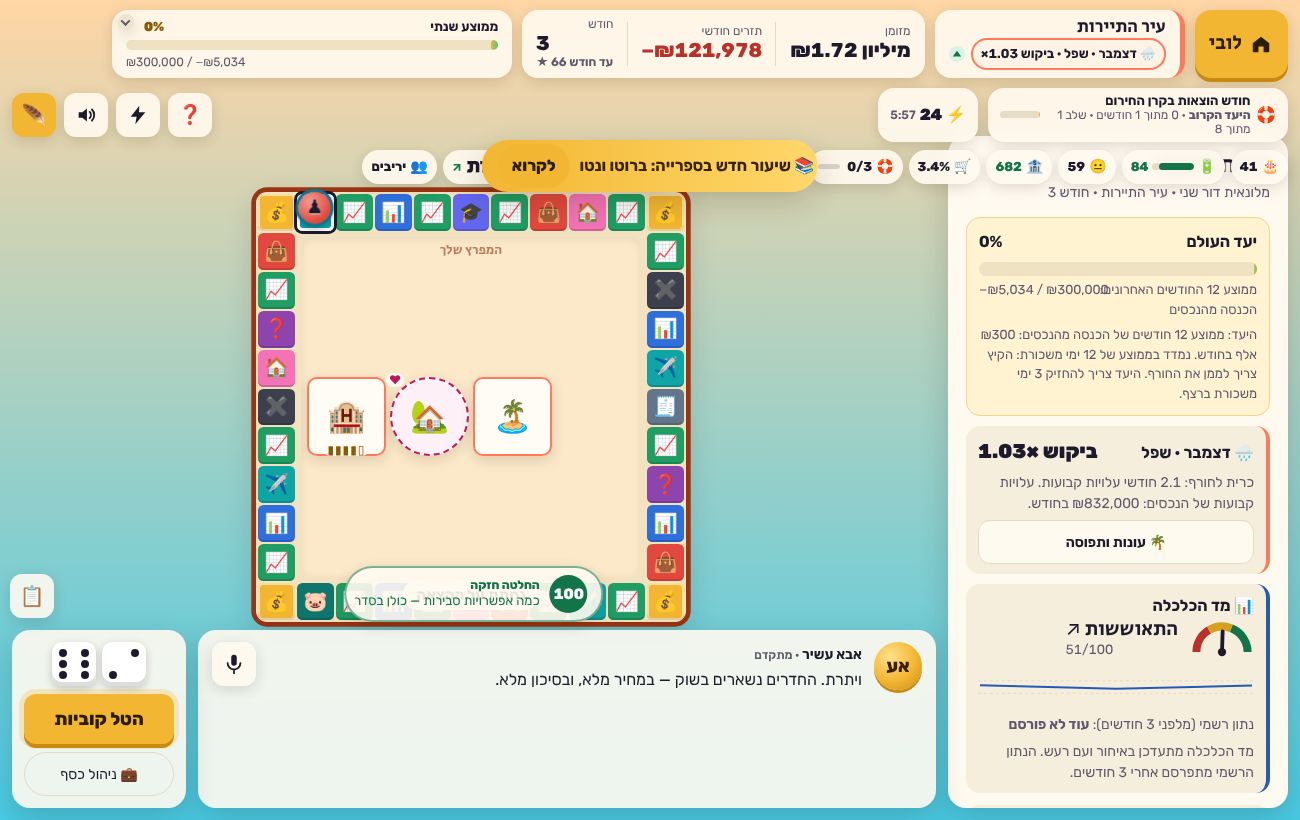 לובי
עיר התיירות
דצמבר • שפל • ביקוש 1.03×
מזומן
₪1.72 מיליון
תזרים חודשי
−₪121,978
חודש
3
עד חודש 66 ★
ממוצע שנתי
0%
−₪5,034 / ₪300,000
חודש הוצאות בקרן החירום
היעד הקרוב • 0 מתוך 1 חודשים • שלב 1
מתוך 8
24
5:57
41
84
682
59
3.4%
0/3
שיעור חדש בספרייה: ברוטו ונטו
לקרוא
יריבים
מלונאית דור שני • עיר התיירות • חודש 3
יעד העולם
0%
ממוצע 12 החודשים האחרונים
−₪5,034 / ₪300,000
הכנסה מהנכסים
היעד: ממוצע 12 חודשים של הכנסה מהנכסים: ₪300
אלף בחודש. נמדד בממוצע של 12 ימי משכורת: הקיץ
צריך לממן את החורף. היעד צריך להחזיק 3 ימי
משכורת ברצף.
דצמבר • שפל
ביקוש 1.03×
כרית לחורף: 2.1 חודשי עלויות קבועות. עלויות
קבועות של הנכסים: ₪832,000 בחודש.
עונות ותפוסה
מד הכלכלה
התאוששות
51/100
נתון רשמי (מלפני 3 חודשים): עוד לא פורסם
מד הכלכלה מתעדכן באיחור ועם רעש. הנתון
הרשמי מתפרסם אחרי 3 חודשים.
המפרץ שלך
100
החלטה חזקה
כמה אפשרויות סבירות — כולן בסדר
אע
אבא עשיר • מתקדם
ויתרת. החדרים נשארים בשוק — במחיר מלא, ובסיכון מלא.
הטל קוביות
ניהול כסף